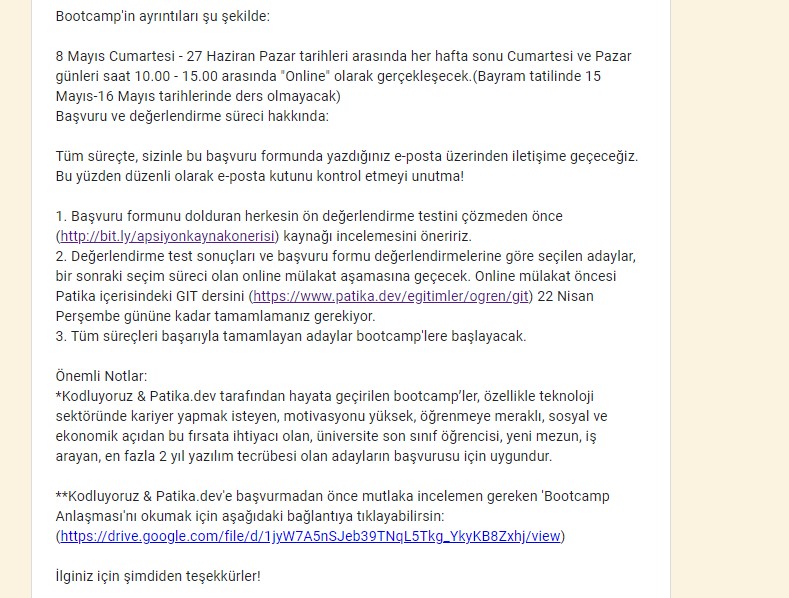 Bootcamp'in ayrıntıları şu şekilde:
8 Mayıs Cumartesi - 27 Haziran Pazar tarihleri arasında her hafta sonu Cumartesi ve Pazar
günleri saat 10.00 - 15.00 arasında "Online" olarak gerçekleşecek.(Bayram tatilinde 15
Mayıs-16 Mayıs tarihlerinde ders olmayacak)
Başvuru ve değerlendirme süreci hakkında:
Tüm süreçte, sizinle bu başvuru formunda yazdığınız e-posta üzerinden iletişime geçeceğiz.
Bu yüzden düzenli olarak e-posta kutunu kontrol etmeyi unutma!
1. Başvuru formunu dolduran herkesin ön değerlendirme testini çözmeden önce
(http://bit.ly/apsiyonkaynakonerisi) kaynağı incelemesini öneririz.
2. Değerlendirme test sonuçları ve başvuru formu değerlendirmelerine göre seçilen adaylar,
bir sonraki seçim süreci olan online mülakat aşamasına geçecek. Online mülakat öncesi
Patika içerisindeki GIT dersini (https://www.patika.dev/egitimler/ogren/git) 22 Nisan
Perşembe gününe kadar tamamlamanız gerekiyor.
3. Tüm süreçleri başarıyla tamamlayan adaylar bootcamp'lere başlayacak.
Önemli Notlar:
*Kodluyoruz & Patika.dev tarafından hayata geçirilen bootcamp’ler, özellikle teknoloji
sektöründe kariyer yapmak isteyen, motivasyonu yüksek, öğrenmeye meraklı, sosyal ve
ekonomik açıdan bu fırsata ihtiyacı olan, üniversite son sınıf öğrencisi, yeni mezun, iş
arayan, en fazla 2 yıl yazılım tecrübesi olan adayların başvurusu için uygundur.
**Kodluyoruz & Patika.dev'e başvurmadan önce mutlaka incelemen gereken 'Bootcamp
Anlaşması'nı okumak için aşağıdaki bağlantıya tıklayabilirsin:
(https://drive.google.com/file/d/1jyW7A5nSJeb39TNqL5Tkg_YkyKB8Zxhj/view)
İlginiz için şimdiden teşekkürler!